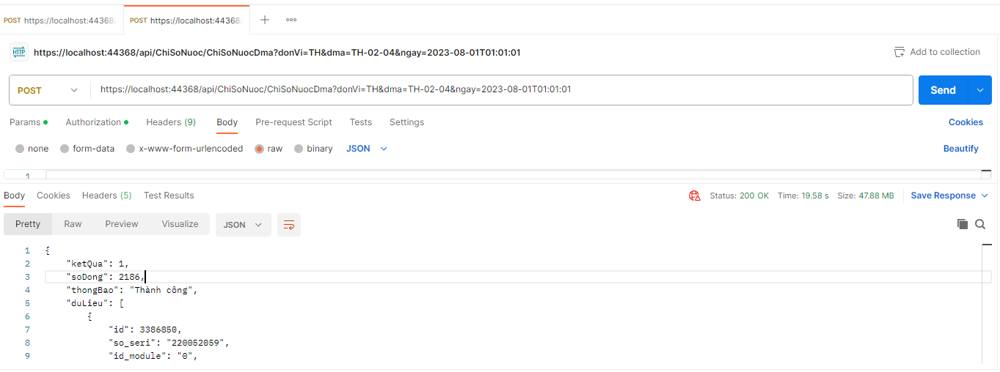 POST https://localhost:44368 POST https://localhost:44368
HTTP https://localhost:44368/api/ChiSoNuoc/ChiSoNuocDma?donVi=TH&dma=TH-02-04&ngay=2023-08-01T01:01:01 Add to collection
POST https://localhost:44368/api/ChiSoNuoc/ChiSoNuocDma?donVi=TH&dma=TH-02-04&ngay=2023-08-01T01:01:01 Send
Params Authorization Headers (9) Body Pre-request Script Tests Settings Cookies
none form-data x-www-form-urlencoded raw binary JSON Beautify
1
Body Cookies Headers (5) Test Results Status: 200 OK Time: 19.58 s Size: 47.88 MB Save Response
Pretty Raw Preview Visualize JSON
1 {
2 "ketQua": 1,
3 "soDong": 2186,
4 "thongBao": "Thành công",
5 "duLieu": [
6 {
7 "id": 3386850,
8 "so_seri": "220052059",
9 "id_module": "0",